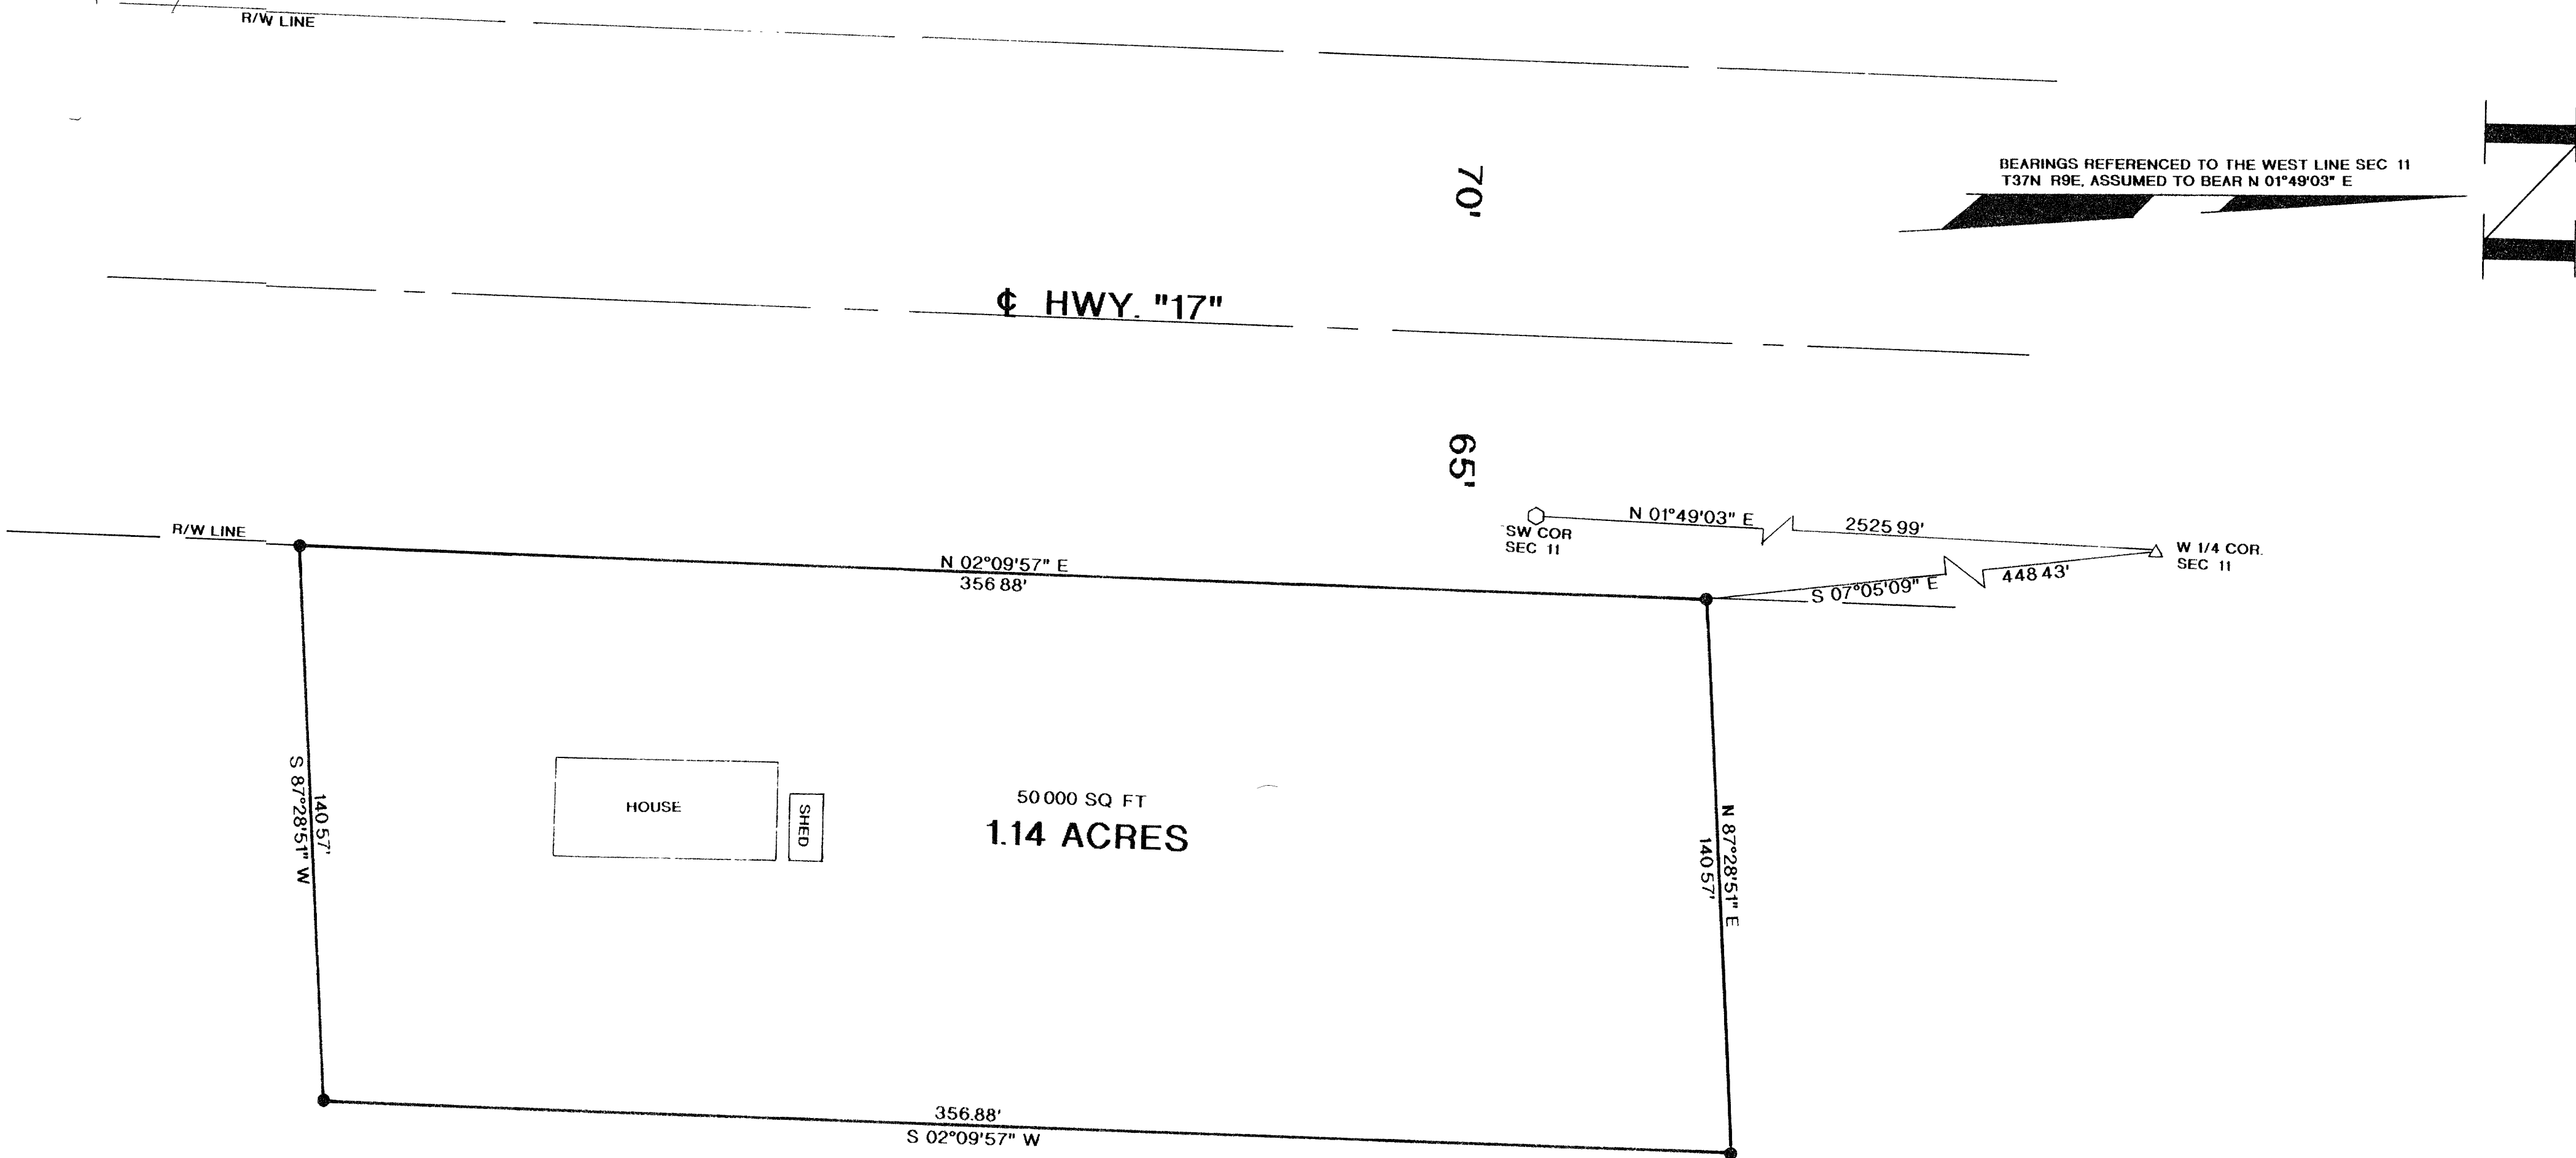 R/W LINE
BEARINGS REFERENCED TO THE WEST LINE SEC 11
T37N R9E, ASSUMED TO BEAR N 01°49'03" E
N
70'
℄ HWY. "17"
65'
R/W LINE
N 01°49'03" E
2525 99'
SW COR
SEC 11
W 1/4 COR.
SEC 11
S 07°05'09" E
448 43'
N 02°09'57" E
356 88'
140 57'
S 87°28'51" W
HOUSE
SHED
50 000 SQ FT
1.14 ACRES
N 87°28'51" E
140 57'
356.88'
S 02°09'57" W